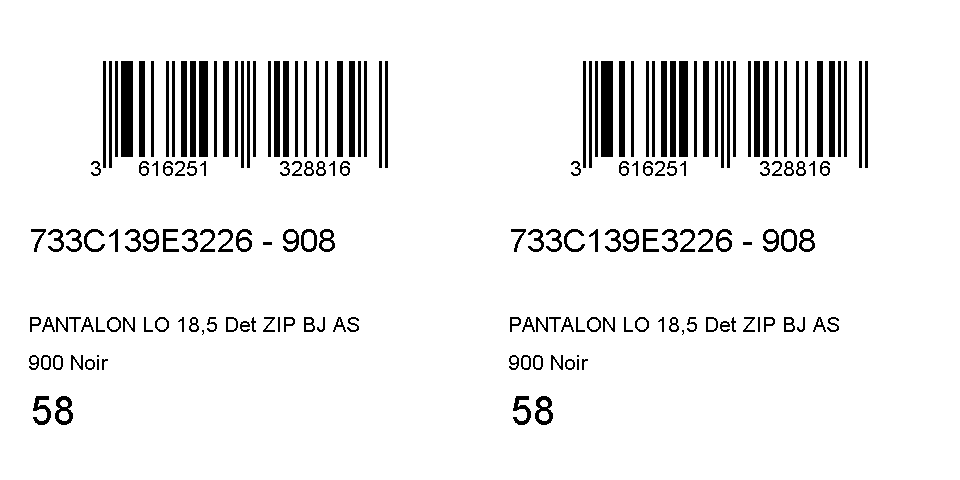 3 616251 328816
733C139E3226 - 908
PANTALON LO 18,5 Det ZIP BJ AS
900 Noir
58
3 616251 328816
733C139E3226 - 908
PANTALON LO 18,5 Det ZIP BJ AS
900 Noir
58